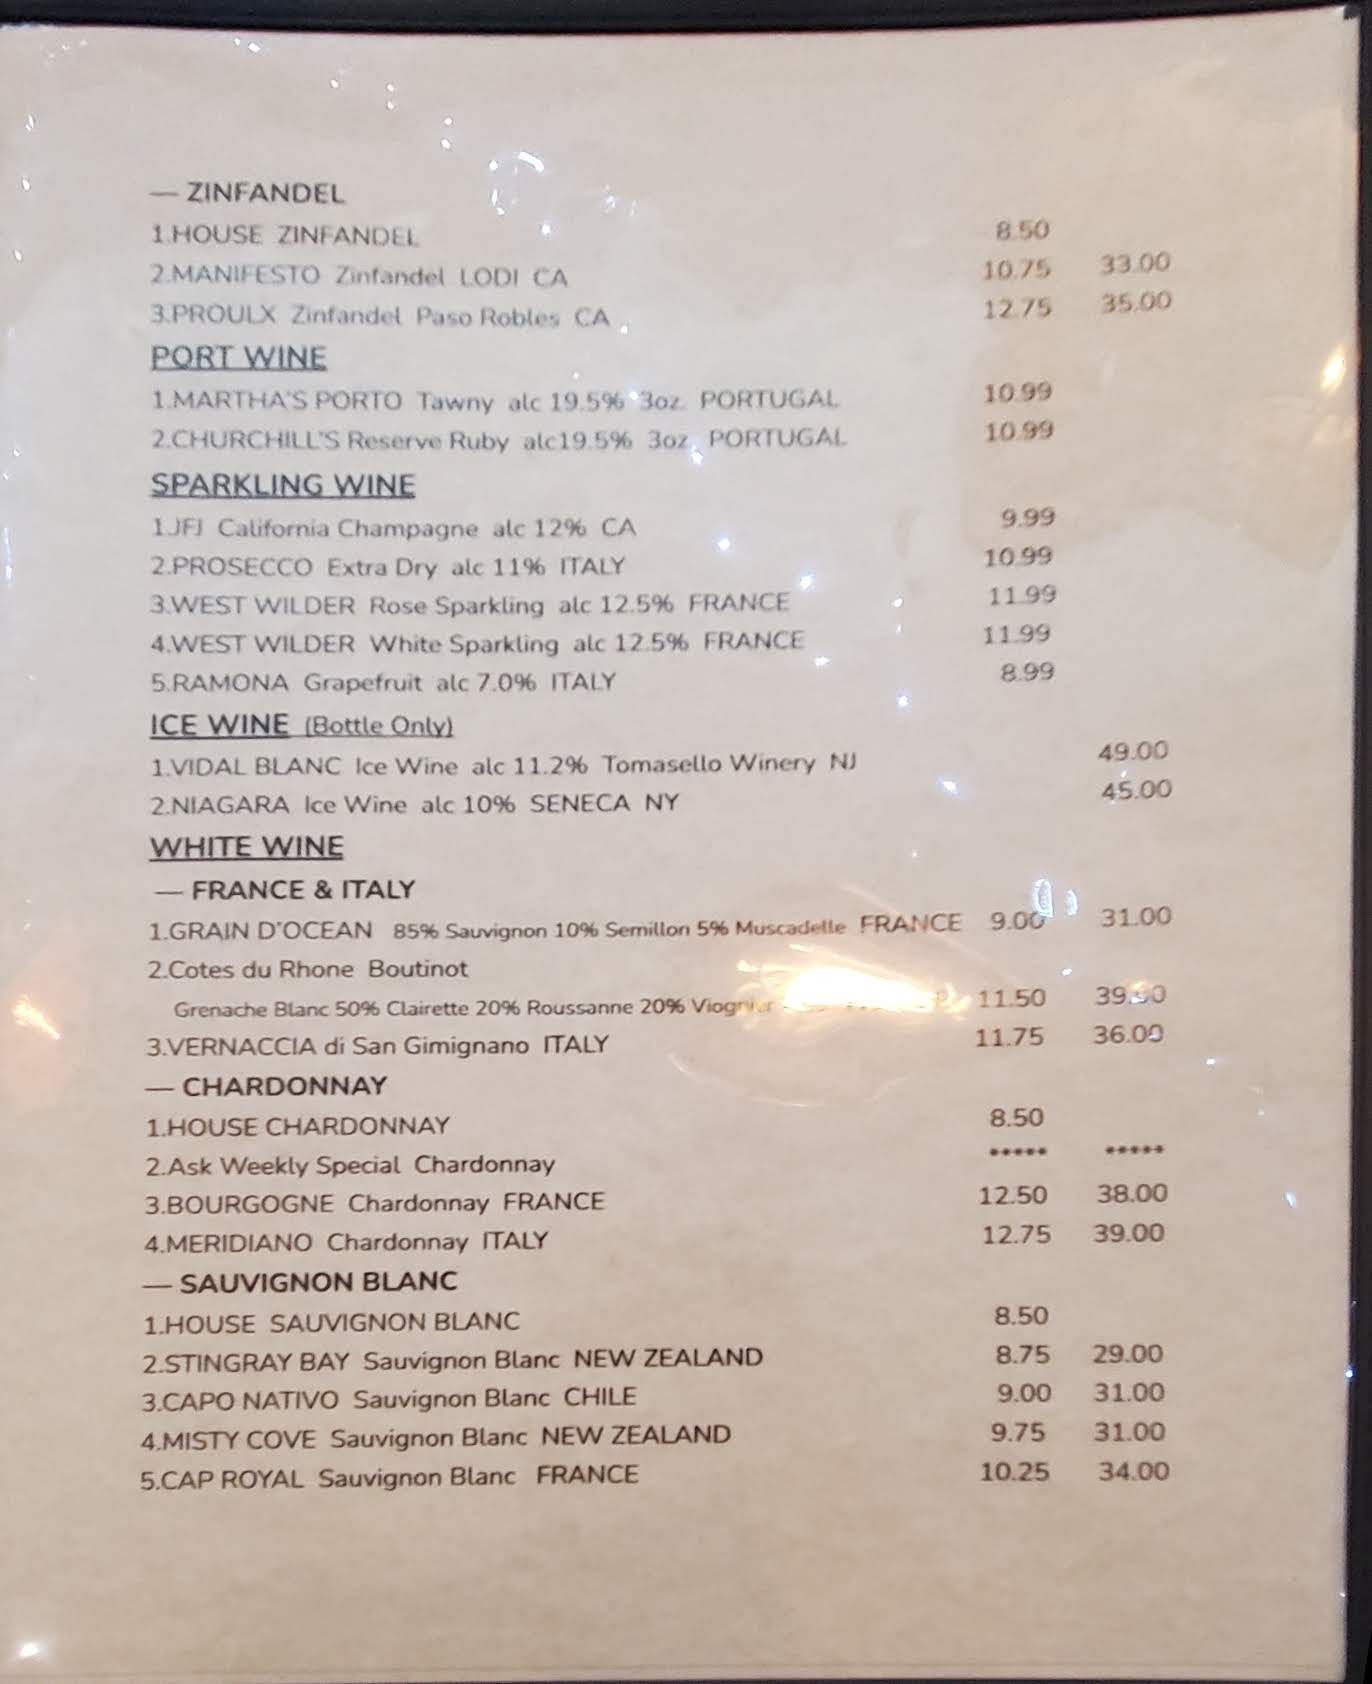 — ZINFANDEL
1.HOUSE ZINFANDEL 8.50
2.MANIFESTO Zinfandel LODI CA 10.75 33.00
3.PROULX Zinfandel Paso Robles CA 12.75 35.00
PORT WINE
1.MARTHA'S PORTO Tawny alc 19.5% 3oz. PORTUGAL 10.99
2.CHURCHILL'S Reserve Ruby alc19.5% 3oz. PORTUGAL 10.99
SPARKLING WINE
1.JFJ California Champagne alc 12% CA 9.99
2.PROSECCO Extra Dry alc 11% ITALY 10.99
3.WEST WILDER Rose Sparkling alc 12.5% FRANCE 11.99
4.WEST WILDER White Sparkling alc 12.5% FRANCE 11.99
5.RAMONA Grapefruit alc 7.0% ITALY 8.99
ICE WINE (Bottle Only)
1.VIDAL BLANC Ice Wine alc 11.2% Tomasello Winery NJ 49.00
2.NIAGARA Ice Wine alc 10% SENECA NY 45.00
WHITE WINE
— FRANCE & ITALY
1.GRAIN D'OCEAN 85% Sauvignon 10% Semillon 5% Muscadelle FRANCE 9.00 31.00
2.Cotes du Rhone Boutinot
Grenache Blanc 50% Clairette 20% Roussanne 20% Viognier 11.50 39.00
3.VERNACCIA di San Gimignano ITALY 11.75 36.00
— CHARDONNAY
1.HOUSE CHARDONNAY 8.50
2.Ask Weekly Special Chardonnay ***** *****
3.BOURGOGNE Chardonnay FRANCE 12.50 38.00
4.MERIDIANO Chardonnay ITALY 12.75 39.00
— SAUVIGNON BLANC
1.HOUSE SAUVIGNON BLANC 8.50
2.STINGRAY BAY Sauvignon Blanc NEW ZEALAND 8.75 29.00
3.CAPO NATIVO Sauvignon Blanc CHILE 9.00 31.00
4.MISTY COVE Sauvignon Blanc NEW ZEALAND 9.75 31.00
5.CAP ROYAL Sauvignon Blanc FRANCE 10.25 34.00